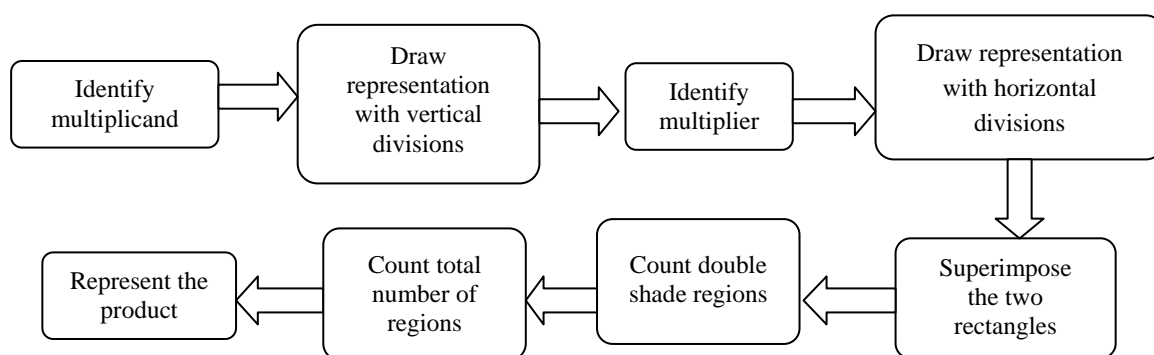 Identify
multiplicand
Draw
representation
with vertical
divisions
Identify
multiplier
Draw representation
with horizontal
divisions
Superimpose
the two
rectangles
Count double
shade regions
Count total
number of
regions
Represent the
product